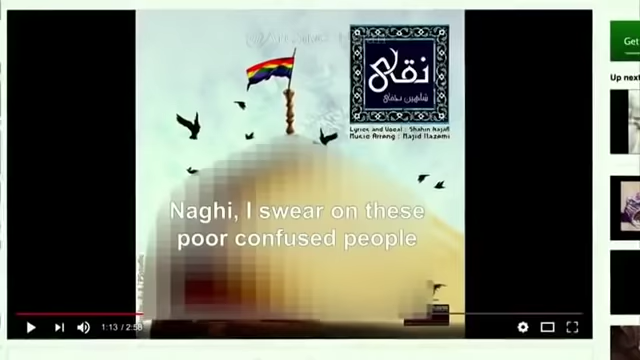 Get
Up next
نقی
شاهین نجفی
Lyrics and Vocal : Shahin Najafi
Music Arrang : Majid Kazemi
Naghi, I swear on these
poor confused people
1:13 / 2:58